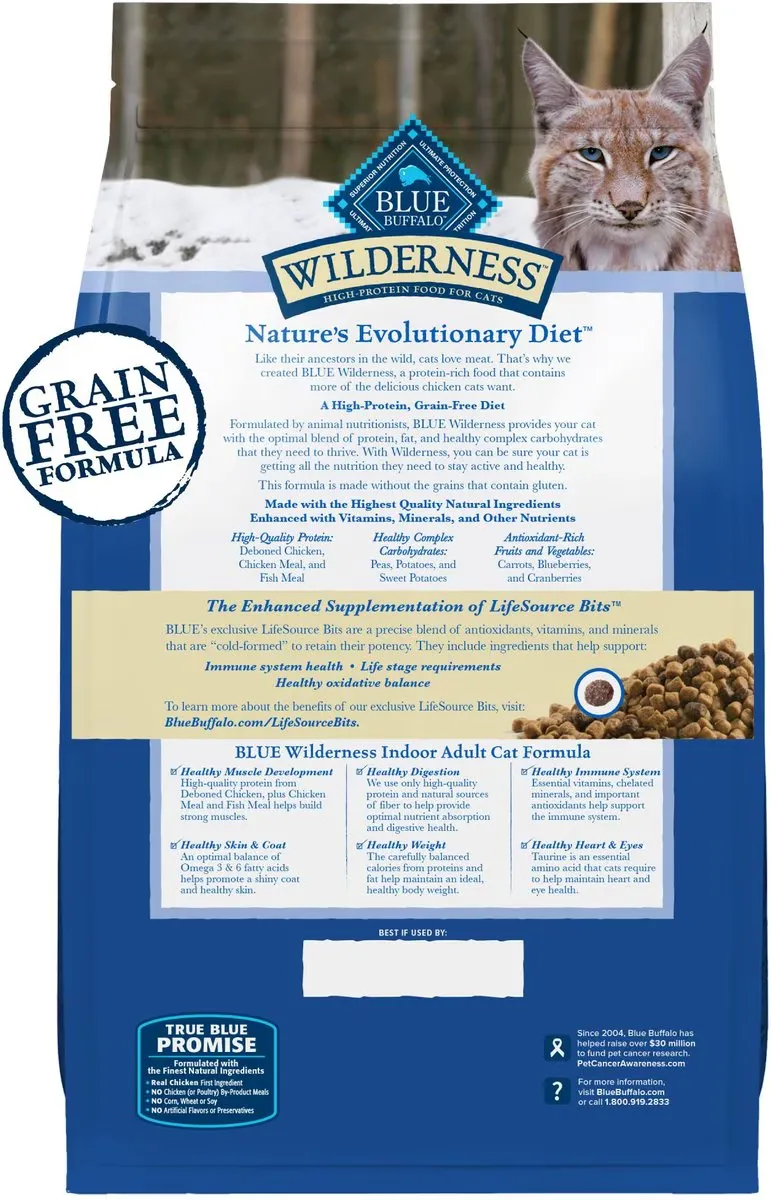 SUPERIOR NUTRITION
ULTIMATE PROTECTION
BLUE
BUFFALO™
WILDERNESS™
HIGH-PROTEIN FOOD FOR CATS
GRAIN
FREE
FORMULA
Nature's Evolutionary Diet™
Like their ancestors in the wild, cats love meat. That's why we
created BLUE Wilderness, a protein-rich food that contains
more of the delicious chicken cats want.
A High-Protein, Grain-Free Diet
Formulated by animal nutritionists, BLUE Wilderness provides your cat
with the optimal blend of protein, fat, and healthy complex carbohydrates
that they need to thrive. With Wilderness, you can be sure your cat is
getting all the nutrition they need to stay active and healthy.
This formula is made without the grains that contain gluten.
Made with the Highest Quality Natural Ingredients
Enhanced with Vitamins, Minerals, and Other Nutrients
High-Quality Protein:
Deboned Chicken,
Chicken Meal, and
Fish Meal
Healthy Complex
Carbohydrates:
Peas, Potatoes, and
Sweet Potatoes
Antioxidant-Rich
Fruits and Vegetables:
Carrots, Blueberries,
and Cranberries
The Enhanced Supplementation of LifeSource Bits™
BLUE's exclusive LifeSource Bits are a precise blend of antioxidants, vitamins, and minerals
that are "cold-formed" to retain their potency. They include ingredients that help support:
Immune system health • Life stage requirements
Healthy oxidative balance
To learn more about the benefits of our exclusive LifeSource Bits, visit:
BlueBuffalo.com/LifeSourceBits.
BLUE Wilderness Indoor Adult Cat Formula
Healthy Muscle Development
High-quality protein from
Deboned Chicken, plus Chicken
Meal and Fish Meal helps build
strong muscles.
Healthy Digestion
We use only high-quality
protein and natural sources
of fiber to help provide
optimal nutrient absorption
and digestive health.
Healthy Immune System
Essential vitamins, chelated
minerals, and important
antioxidants help support
the immune system.
Healthy Skin & Coat
An optimal balance of
Omega 3 & 6 fatty acids
helps promote a shiny coat
and healthy skin.
Healthy Weight
The carefully balanced
calories from proteins and
fat help maintain an ideal,
healthy body weight.
Healthy Heart & Eyes
Taurine is an essential
amino acid that cats require
to help maintain heart and
eye health.
BEST IF USED BY:
TRUE BLUE
PROMISE
Formulated with
the Finest Natural Ingredients
• Real Chicken First Ingredient
• NO Chicken (or Poultry) By-Product Meals
• NO Corn, Wheat or Soy
• NO Artificial Flavors or Preservatives
Since 2004, Blue Buffalo has
helped raise over $30 million
to fund pet cancer research.
PetCancerAwareness.com
?
For more information,
visit BlueBuffalo.com
or call 1.800.919.2833